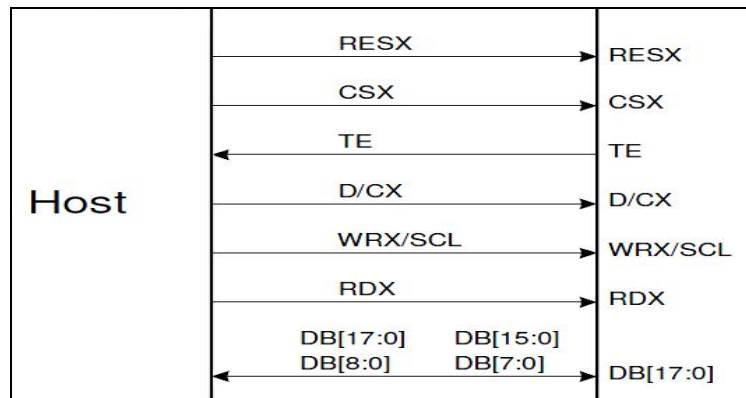 RESX RESX
CSX CSX
TE TE
Host D/CX D/CX
WRX/SCL WRX/SCL
RDX RDX
DB[17:0] DB[15:0]
DB[8:0] DB[7:0] DB[17:0]